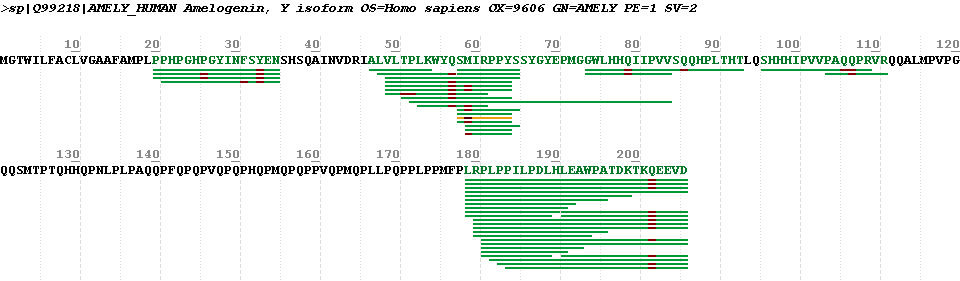 >sp|Q99218|AMELY_HUMAN Amelogenin, Y isoform OS=Homo sapiens OX=9606 GN=AMELY PE=1 SV=2
10 20 30 40 50 60 70 80 90 100 110 120
MGTWILFACLVGAAFAMPLPPHPGHPGYINFSYENSHSQAINVDRIALVLTPLKWYQSMIRPPYSSYGYEPMGGWLHHQIIPVVSQQHPLTHTLQSHHHIPVVPAQQPRVRQQALMPVPG
130 140 150 160 170 180 190 200
QQSMTPTQHHQPNLPLPAQQPFQPQPVQPQPHQPMQPQPPVQPMQPLLPQPPLPPMFPLRPLPPILPDLHLEAWPATDKTKQEEVD